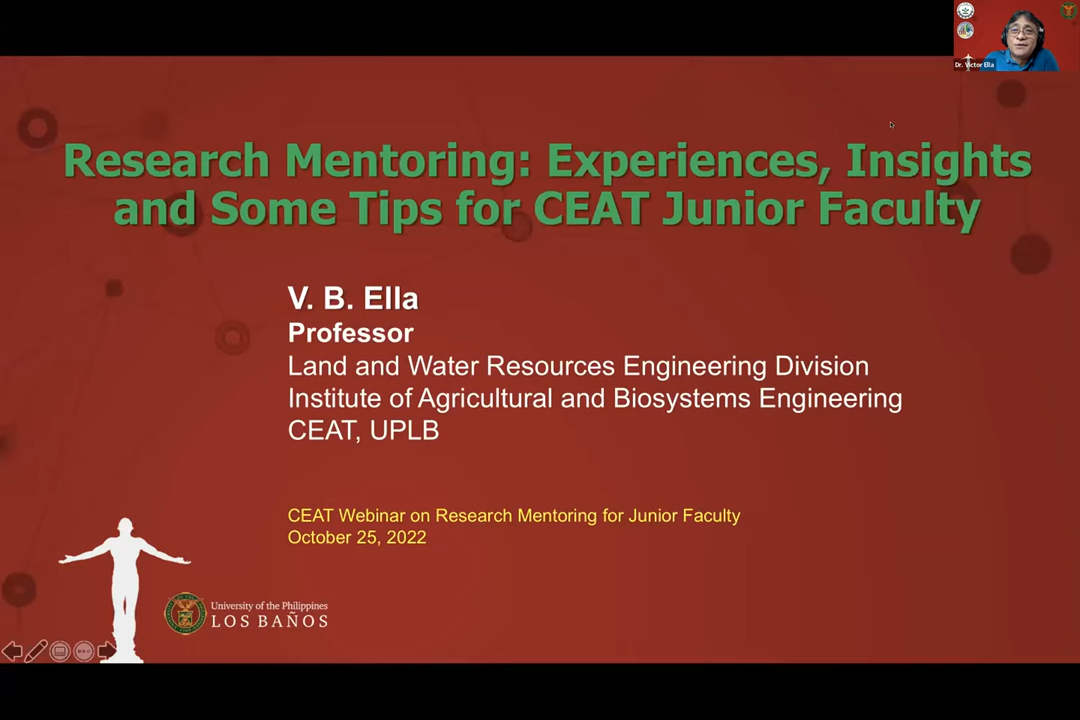 Dr. Victor Ella
Research Mentoring: Experiences, Insights
and Some Tips for CEAT Junior Faculty
V. B. Ella
Professor
Land and Water Resources Engineering Division
Institute of Agricultural and Biosystems Engineering
CEAT, UPLB
CEAT Webinar on Research Mentoring for Junior Faculty
October 25, 2022
University of the Philippines
LOS BAÑOS